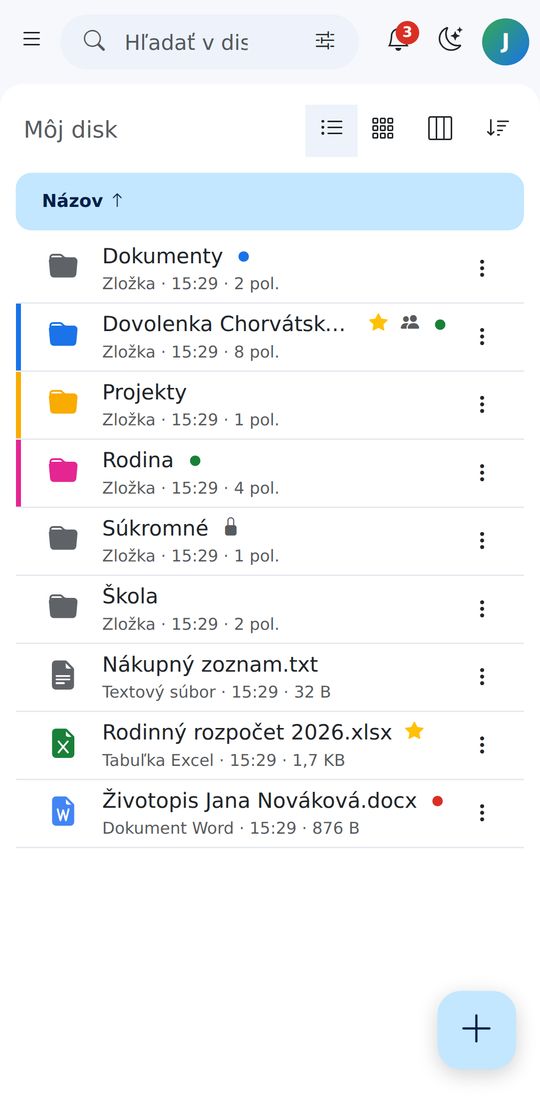 Hľadať v dis
3
J
Môj disk
Názov ↑
Dokumenty
Zložka · 15:29 · 2 pol.
Dovolenka Chorvátsk...
Zložka · 15:29 · 8 pol.
Projekty
Zložka · 15:29 · 1 pol.
Rodina
Zložka · 15:29 · 4 pol.
Súkromné
Zložka · 15:29 · 1 pol.
Škola
Zložka · 15:29 · 2 pol.
Nákupný zoznam.txt
Textový súbor · 15:29 · 32 B
Rodinný rozpočet 2026.xlsx
Tabuľka Excel · 15:29 · 1,7 KB
Životopis Jana Nováková.docx
Dokument Word · 15:29 · 876 B